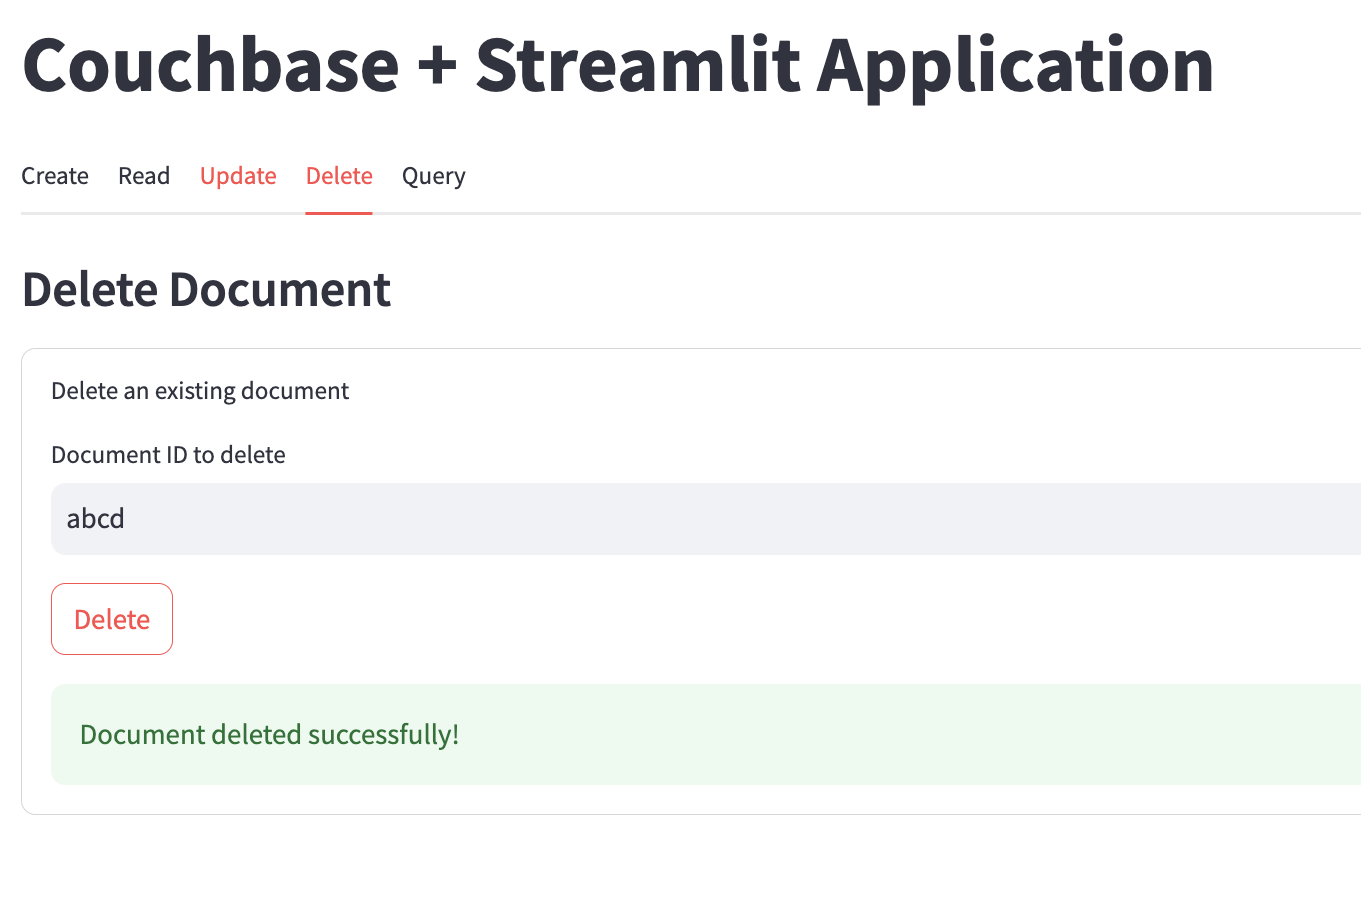 Couchbase + Streamlit Application
Create Read Update Delete Query
Delete Document
Delete an existing document
Document ID to delete
abcd
Delete
Document deleted successfully!